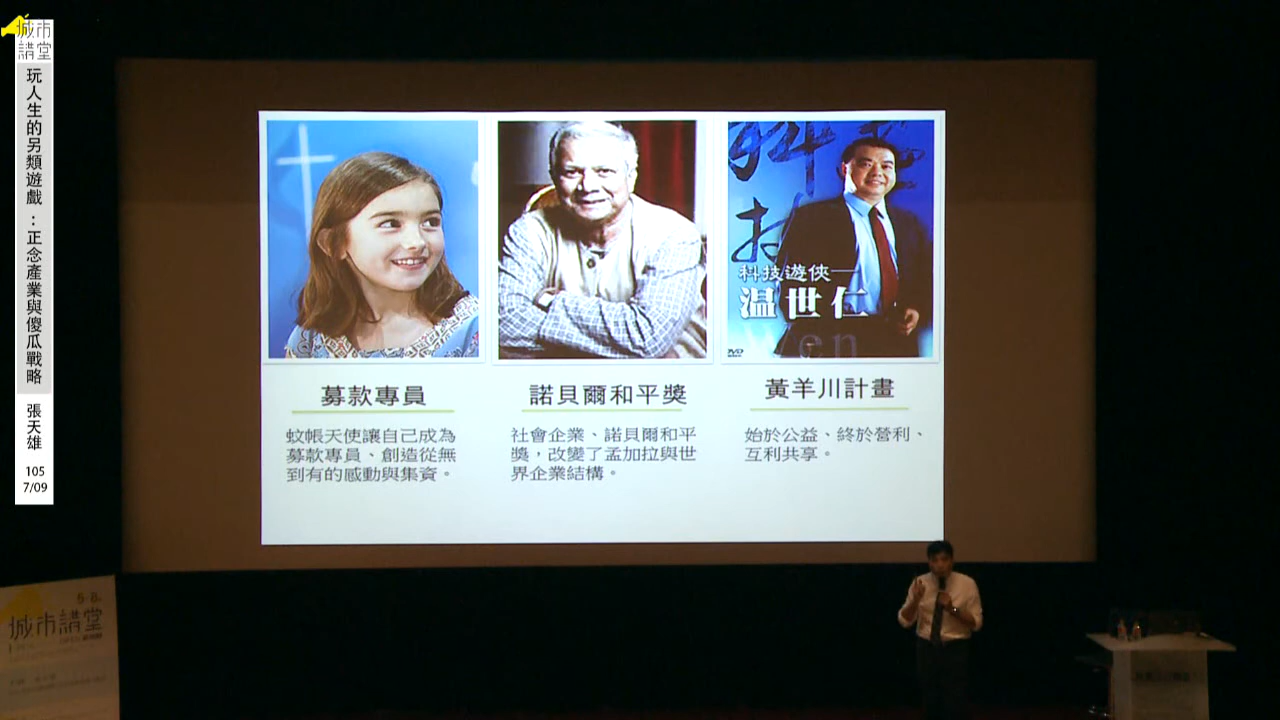 城市
講堂
玩人生的另類遊戲：正念產業與傻瓜戰略
張天雄
105
7/09
科技遊俠—
温世仁
Wen
DVD
募款專員
蚊帳天使讓自己成為
募款專員、創造從無
到有的感動與集資。
諾貝爾和平獎
社會企業、諾貝爾和平
獎，改變了孟加拉與世
界企業結構。
黃羊川計畫
始於公益、終於營利、
互利共享。
城市講堂